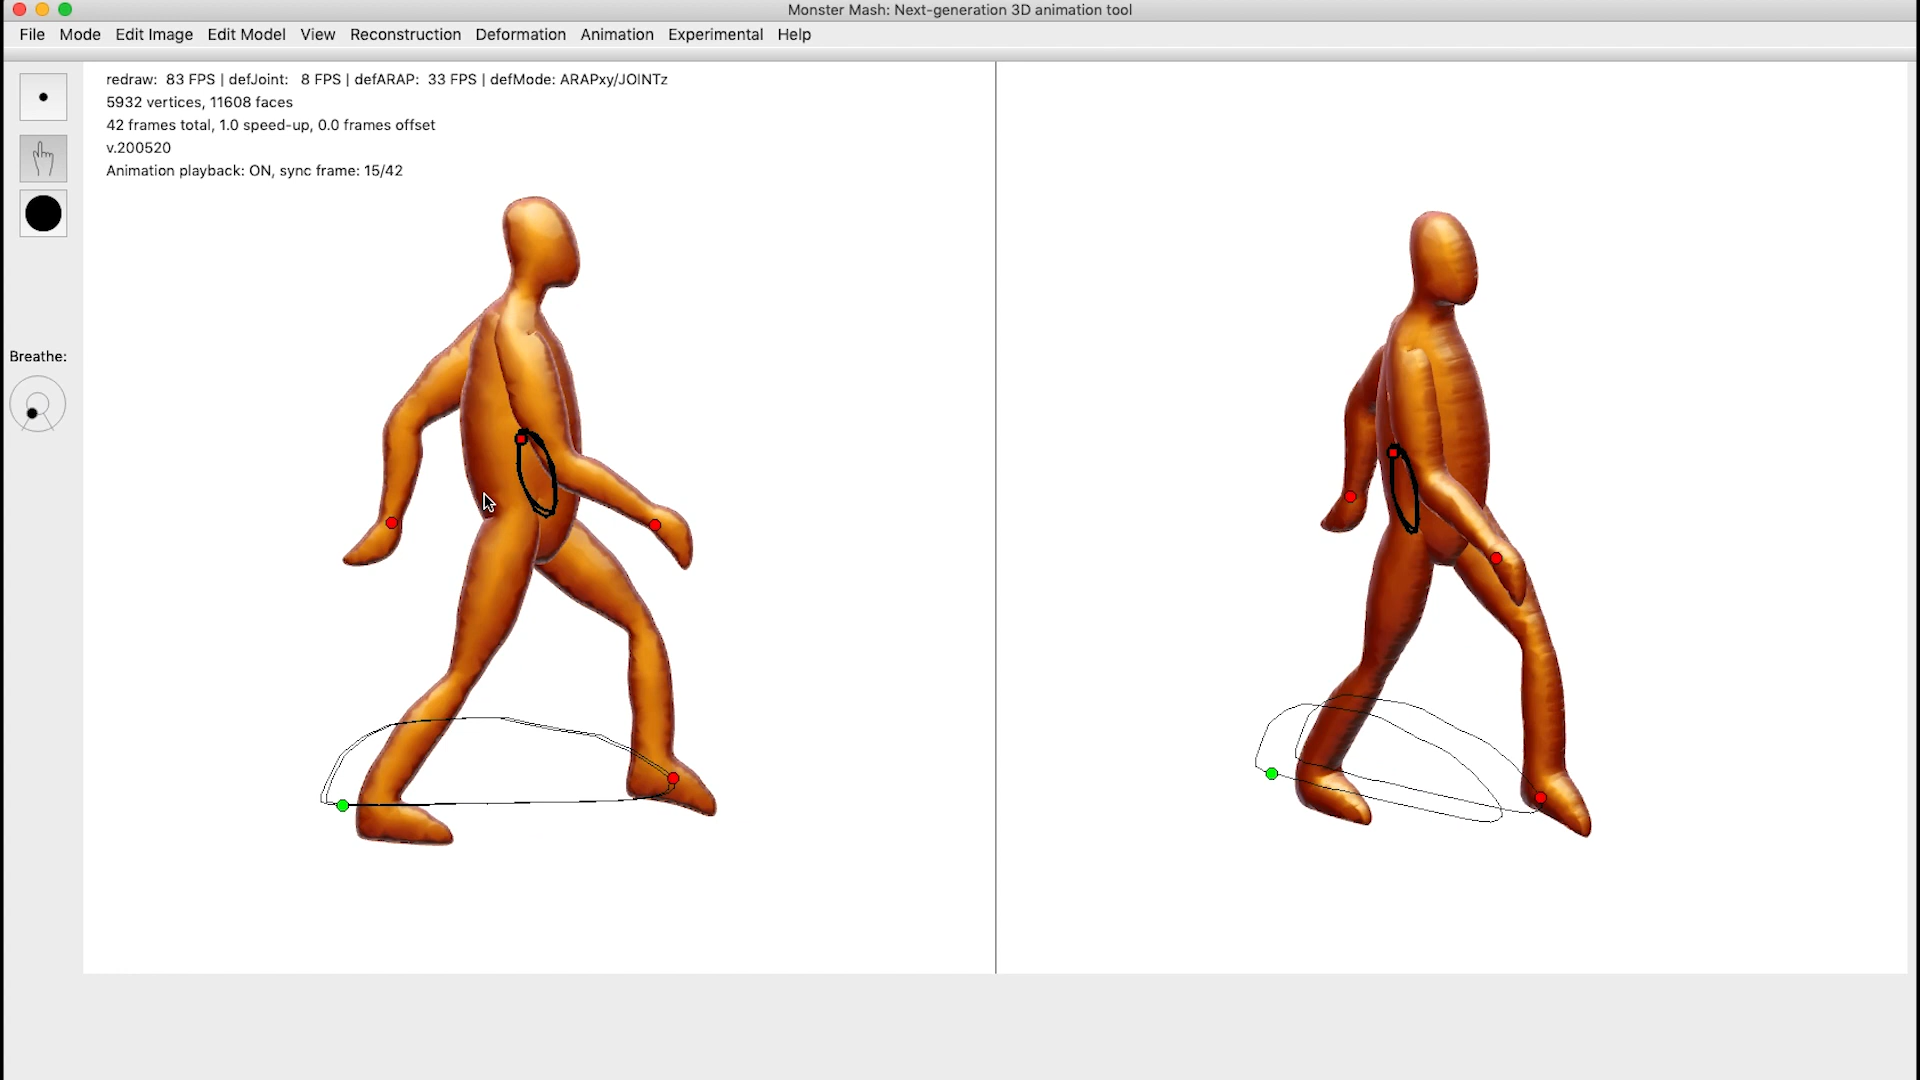 Monster Mash: Next-generation 3D animation tool
File Mode Edit Image Edit Model View Reconstruction Deformation Animation Experimental Help
redraw: 83 FPS | defJoint: 8 FPS | defARAP: 33 FPS | defMode: ARAPxy/JOINTz
5932 vertices, 11608 faces
42 frames total, 1.0 speed-up, 0.0 frames offset
v.200520
Animation playback: ON, sync frame: 15/42
Breathe: